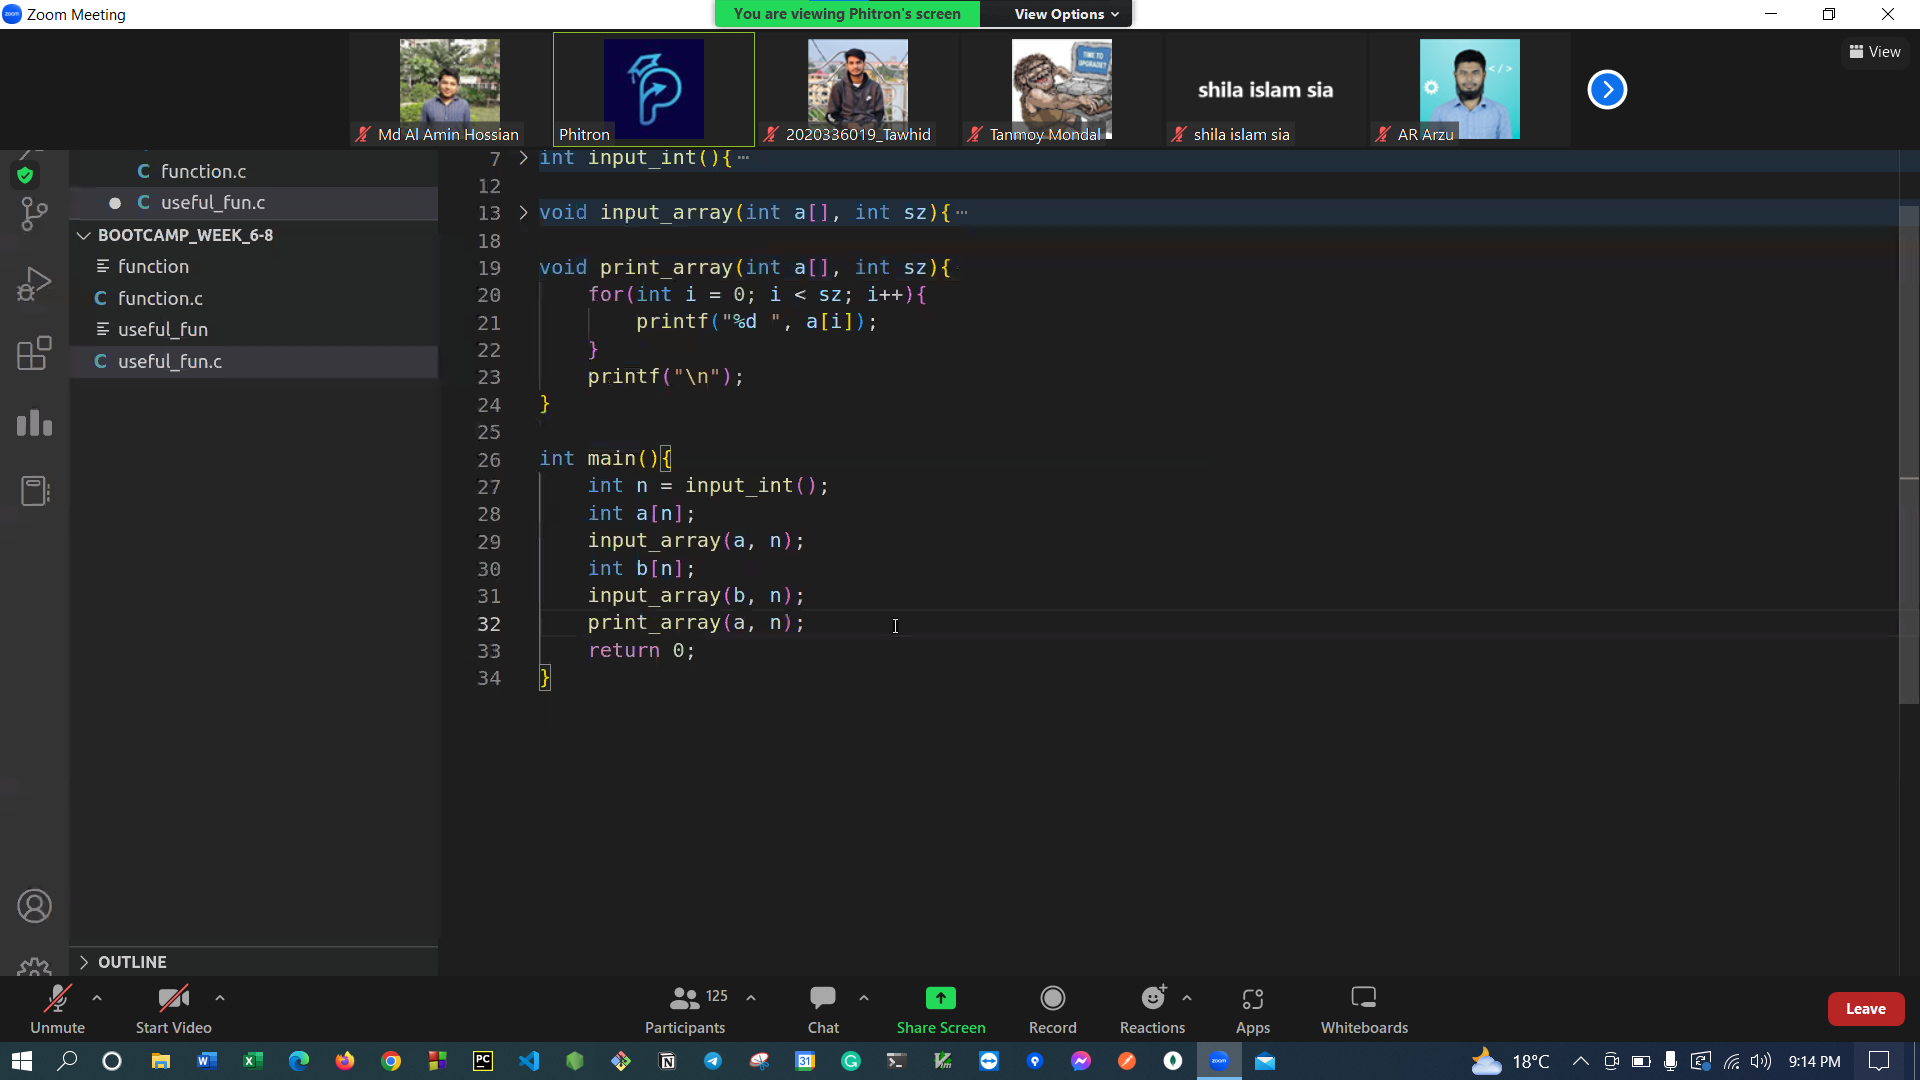 Zoom Meeting
You are viewing Phitron's screen
View Options
View
TIME TO UPGRADE?
shila islam sia
Md Al Amin Hossian
Phitron
2020336019_Tawhid
Tanmoy Mondal
shila islam sia
AR Arzu
C function.c
C useful_fun.c
BOOTCAMP_WEEK_6-8
function
C function.c
useful_fun
C useful_fun.c
OUTLINE
7 int input_int(){
12
13 void input_array(int a[], int sz){
18
19 void print_array(int a[], int sz){
20 for(int i = 0; i < sz; i++){
21 printf("%d ", a[i]);
22 }
23 printf("\n");
24 }
25
26 int main(){
27 int n = input_int();
28 int a[n];
29 input_array(a, n);
30 int b[n];
31 input_array(b, n);
32 print_array(a, n);
33 return 0;
34 }
Unmute
Start Video
Participants 125
Chat
Share Screen
Record
Reactions
Apps
Whiteboards
Leave
18°C
9:14 PM